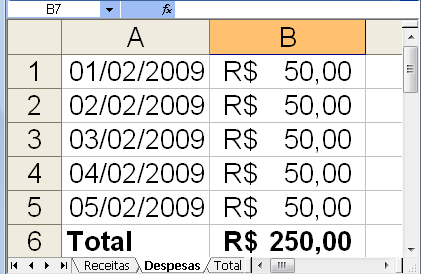 B7 fx
A B
1 01/02/2009 R$ 50,00
2 02/02/2009 R$ 50,00
3 03/02/2009 R$ 50,00
4 04/02/2009 R$ 50,00
5 05/02/2009 R$ 50,00
6 Total R$ 250,00
Receitas Despesas Total